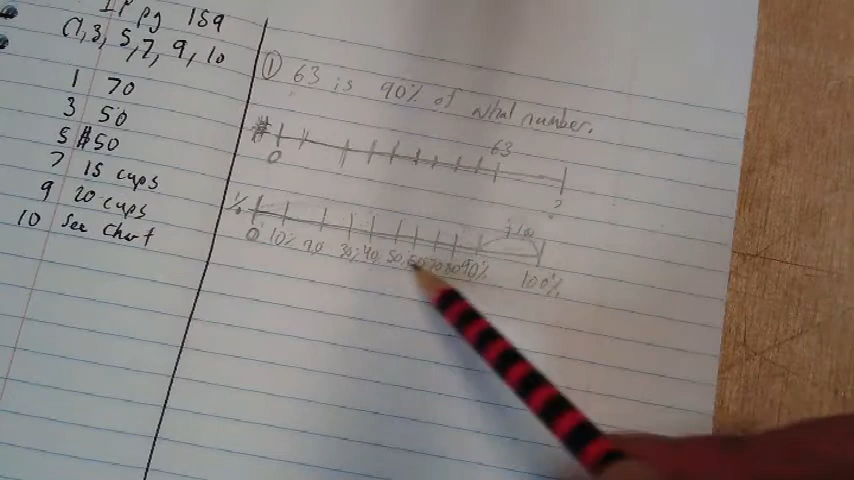 IP pg 159
(1, 3, 5, 7, 9, 10
1 70
3 50
5 $50
7 15 cups
9 20 cups
10 See Chart
① 63 is 90% of what number.
# 63
0 ?
%
0 10% 20 30% 40 50 60 70 80 90% 100%